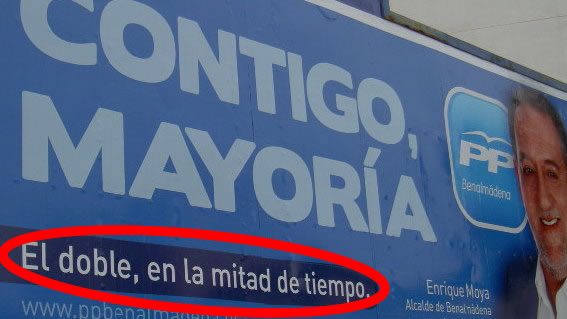 CONTIGO,
MAYORÍA
El doble, en la mitad de tiempo.
PP
Benalmádena
Enrique Moya
Alcalde de Benalmádena